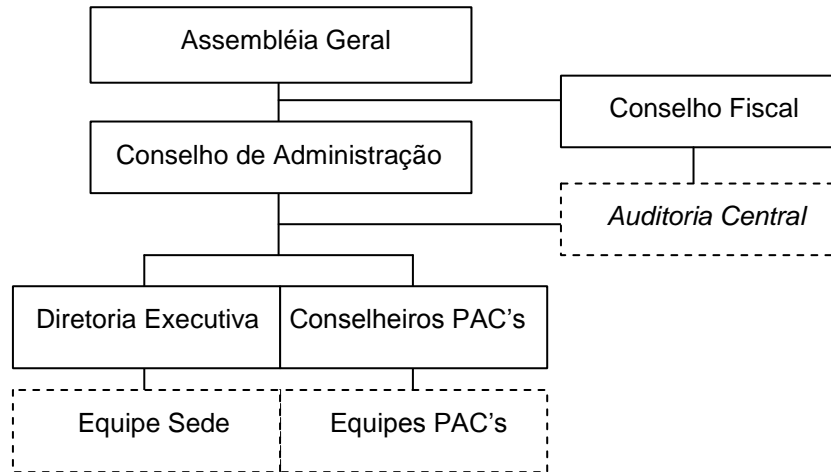 Assembléia Geral
Conselho Fiscal
Conselho de Administração
Auditoria Central
Diretoria Executiva
Conselheiros PAC’s
Equipe Sede
Equipes PAC’s